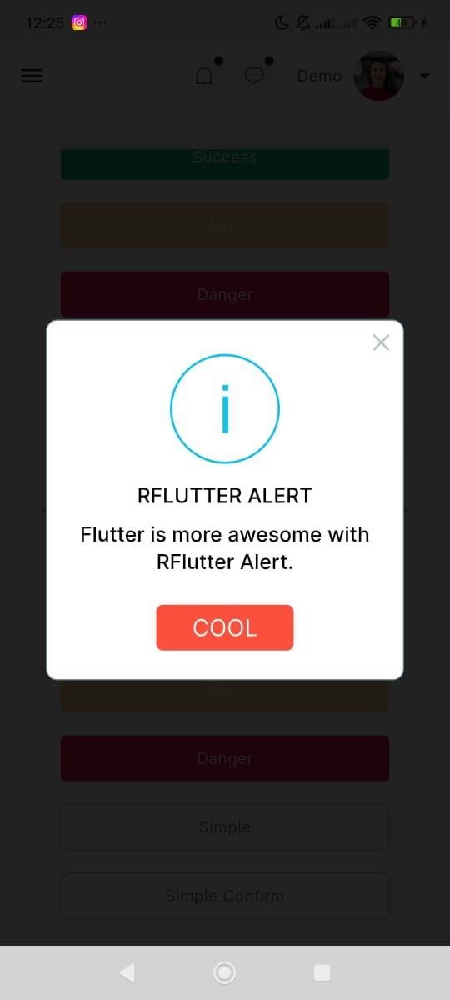 12:25
48
Demo
Success
Warn
Danger
RFLUTTER ALERT
Flutter is more awesome with
RFlutter Alert.
COOL
Warn
Danger
Simple
Simple Confirm